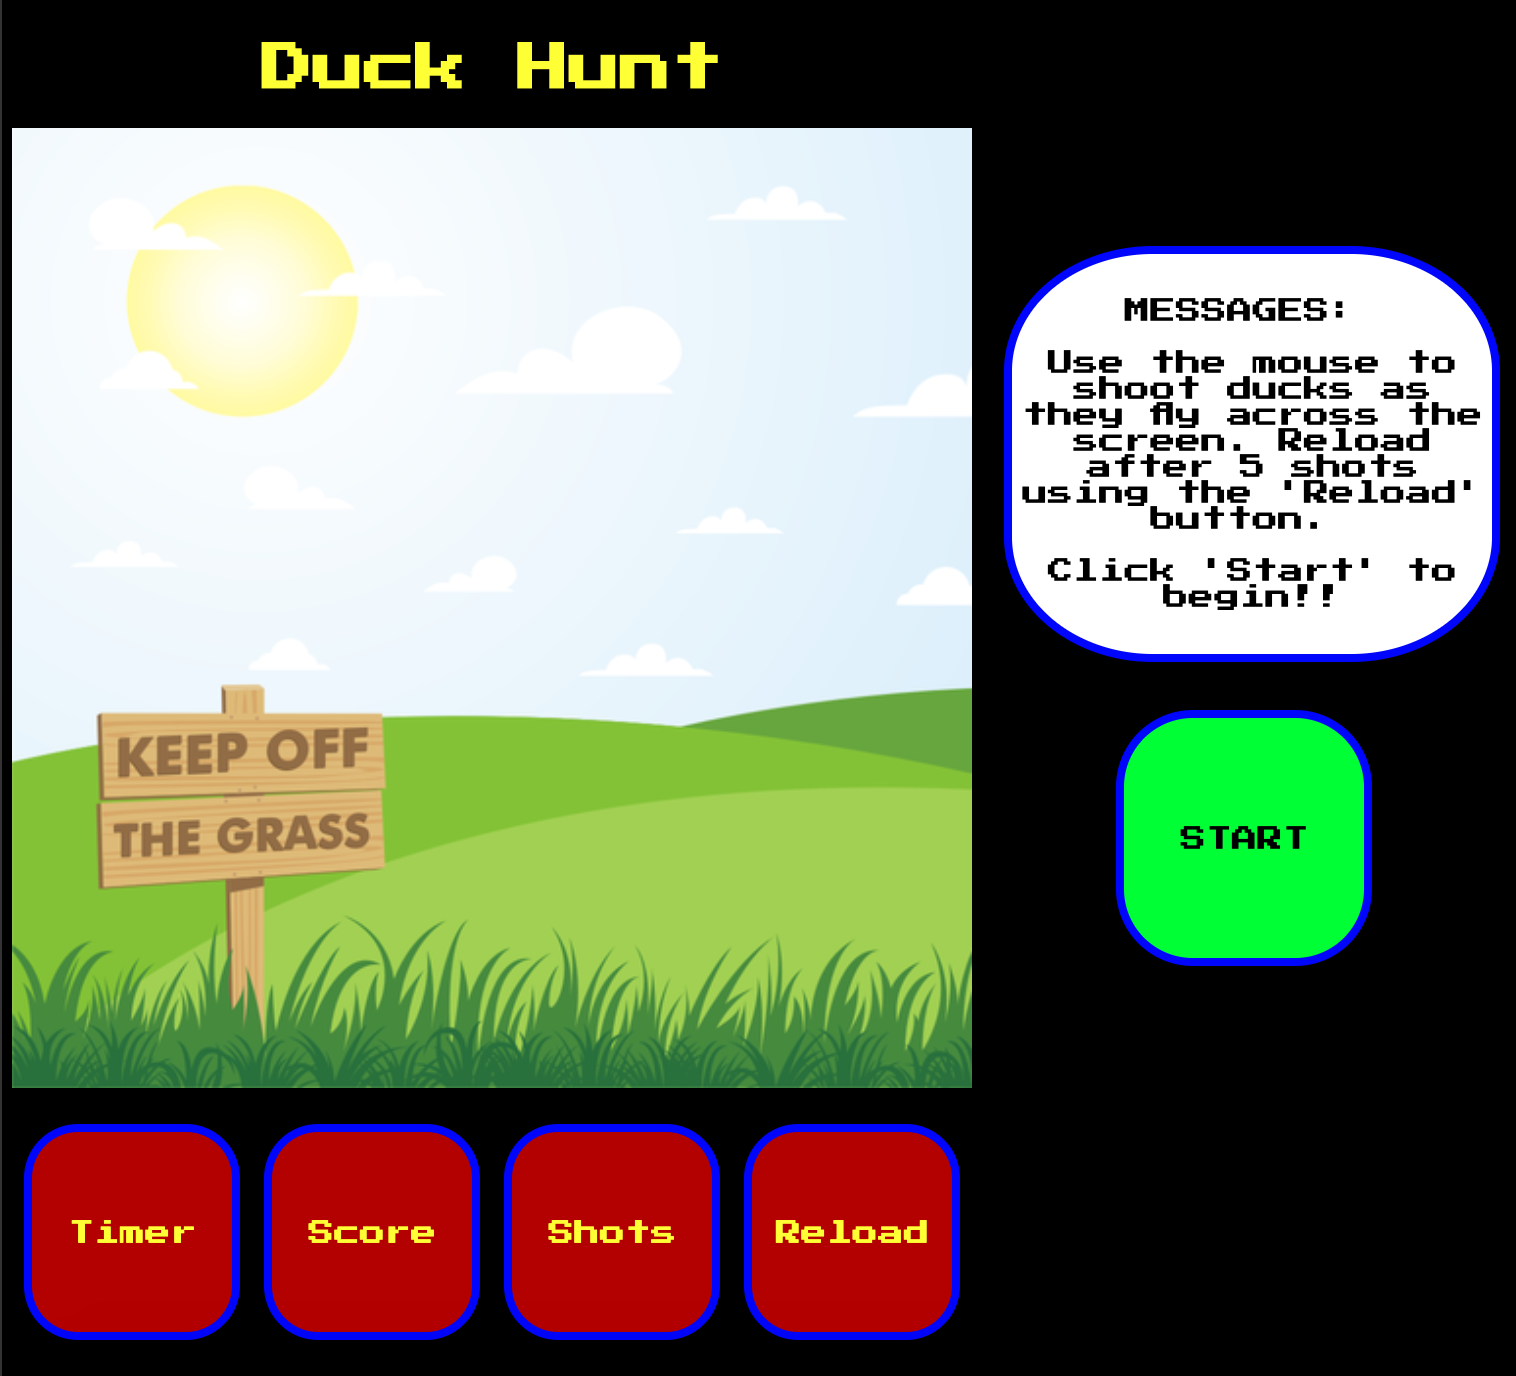 Duck Hunt
MESSAGES:
Use the mouse to
shoot ducks as
they fly across the
screen. Reload
after 5 shots
using the 'Reload'
button.
Click 'Start' to
begin!!
KEEP OFF
THE GRASS
START
Timer
Score
Shots
Reload